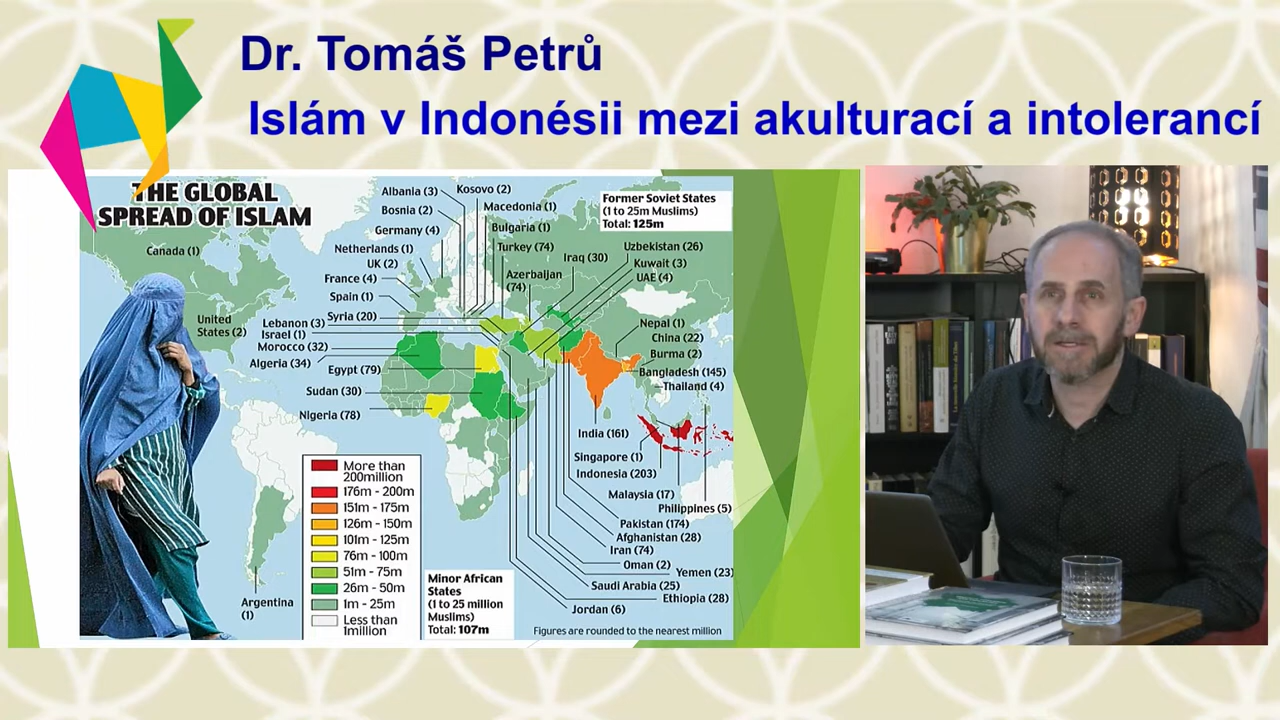 Dr. Tomáš Petrů
Islám v Indonésii mezi akulturací a intolerancí
THE GLOBAL
SPREAD OF ISLAM
Albania (3)
Kosovo (2)
Bosnia (2)
Macedonia (1)
Germany (4)
Bulgaria (1)
Netherlands (1)
Turkey (74)
UK (2)
Iraq (30)
France (4)
Azerbaijan
(74)
Spain (1)
Syria (20)
Lebanon (3)
Israel (1)
Morocco (32)
Algeria (34)
Egypt (79)
Sudan (30)
Nigeria (78)
Canada (1)
United
States (2)
Argentina
(1)
Former Soviet States
(1 to 25m Muslims)
Total: 125m
Uzbekistan (26)
Kuwait (3)
UAE (4)
Nepal (1)
China (22)
Burma (2)
Bangladesh (145)
Thailand (4)
India (161)
Singapore (1)
Indonesia (203)
Malaysia (17)
Philippines (5)
Pakistan (174)
Afghanistan (28)
Iran (74)
Oman (2)
Yemen (23)
Saudi Arabia (25)
Ethiopia (28)
Jordan (6)
More than
200million
176m - 200m
151m - 175m
126m - 150m
101m - 125m
76m - 100m
51m - 75m
26m - 50m
1m - 25m
Less than
1million
Minor African
States
(1 to 25 million
Muslims)
Total: 107m
Figures are rounded to the nearest million